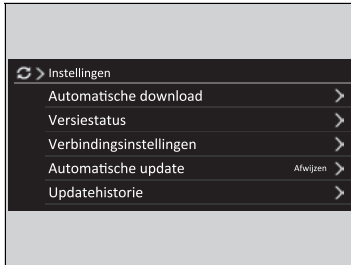 Instellingen
Automatische download
Versiestatus
Verbindingsinstellingen
Automatische update Afwijzen
Updatehistorie